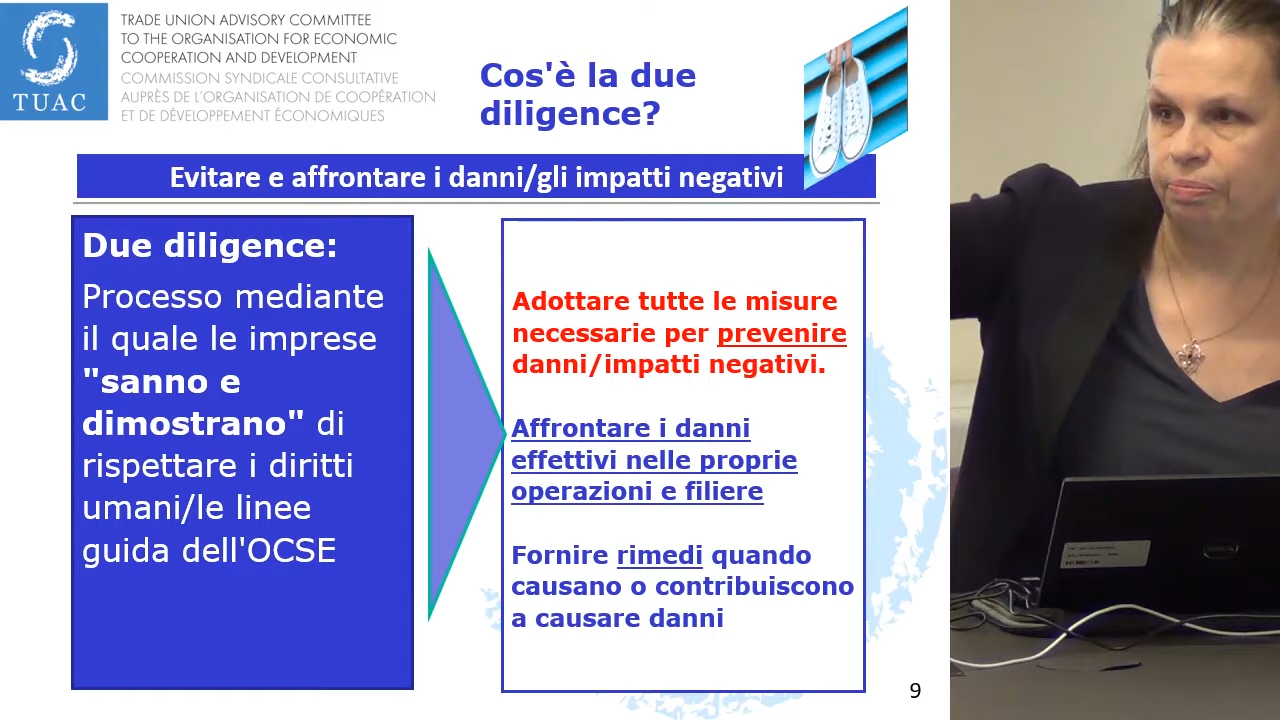 TRADE UNION ADVISORY COMMITTEE
TO THE ORGANISATION FOR ECONOMIC
COOPERATION AND DEVELOPMENT
COMMISSION SYNDICALE CONSULTATIVE
AUPRÈS DE L'ORGANISATION DE COOPÉRATION
ET DE DÉVELOPPEMENT ÉCONOMIQUES
TUAC
Cos'è la due
diligence?
Evitare e affrontare i danni/gli impatti negativi
Due diligence:
Processo mediante
il quale le imprese
"sanno e
dimostrano" di
rispettare i diritti
umani/le linee
guida dell'OCSE
Adottare tutte le misure
necessarie per prevenire
danni/impatti negativi.
Affrontare i danni
effettivi nelle proprie
operazioni e filiere
Fornire rimedi quando
causano o contribuiscono
a causare danni
9